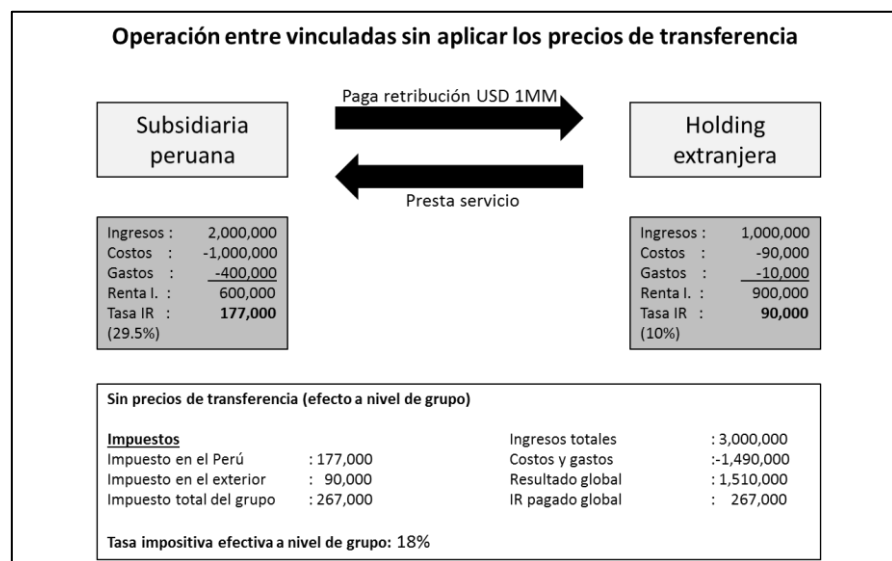 Operación entre vinculadas sin aplicar los precios de transferencia
Paga retribución USD 1MM
Subsidiaria
peruana
Holding
extranjera
Presta servicio
Ingresos : 2,000,000
Costos : -1,000,000
Gastos : -400,000
Renta I. : 600,000
Tasa IR : 177,000
(29.5%)
Ingresos : 1,000,000
Costos : -90,000
Gastos : -10,000
Renta I. : 900,000
Tasa IR : 90,000
(10%)
Sin precios de transferencia (efecto a nivel de grupo)
Impuestos
Impuesto en el Perú : 177,000
Impuesto en el exterior : 90,000
Impuesto total del grupo : 267,000
Ingresos totales : 3,000,000
Costos y gastos :-1,490,000
Resultado global : 1,510,000
IR pagado global : 267,000
Tasa impositiva efectiva a nivel de grupo: 18%